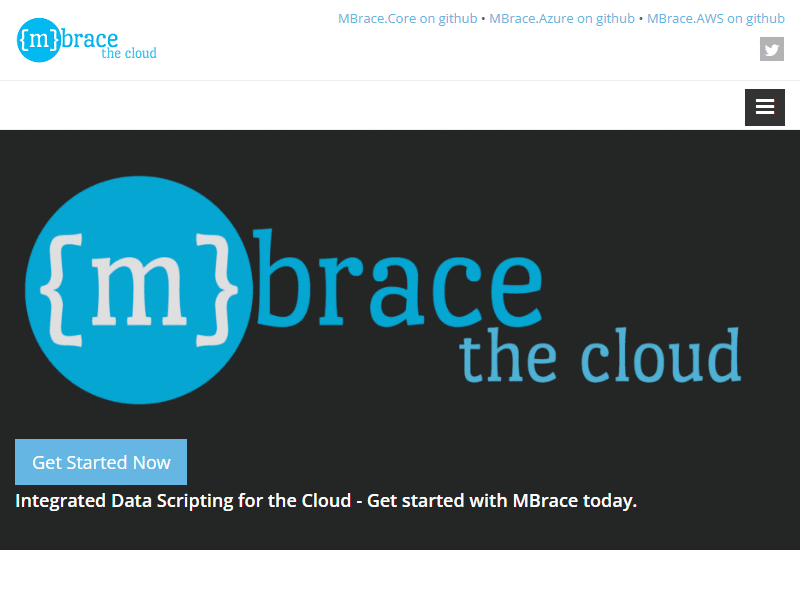 {m}brace
the cloud
MBrace.Core on github • MBrace.Azure on github • MBrace.AWS on github
{m}brace
the cloud
Get Started Now
Integrated Data Scripting for the Cloud - Get started with MBrace today.